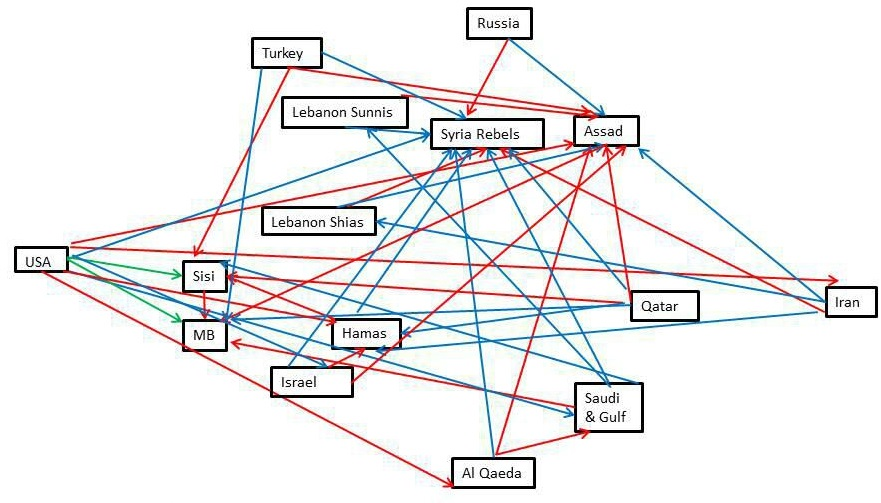 Russia
Turkey
Lebanon Sunnis
Syria Rebels
Assad
Lebanon Shias
USA
Sisi
Qatar
Iran
MB
Hamas
Israel
Saudi
& Gulf
Al Qaeda